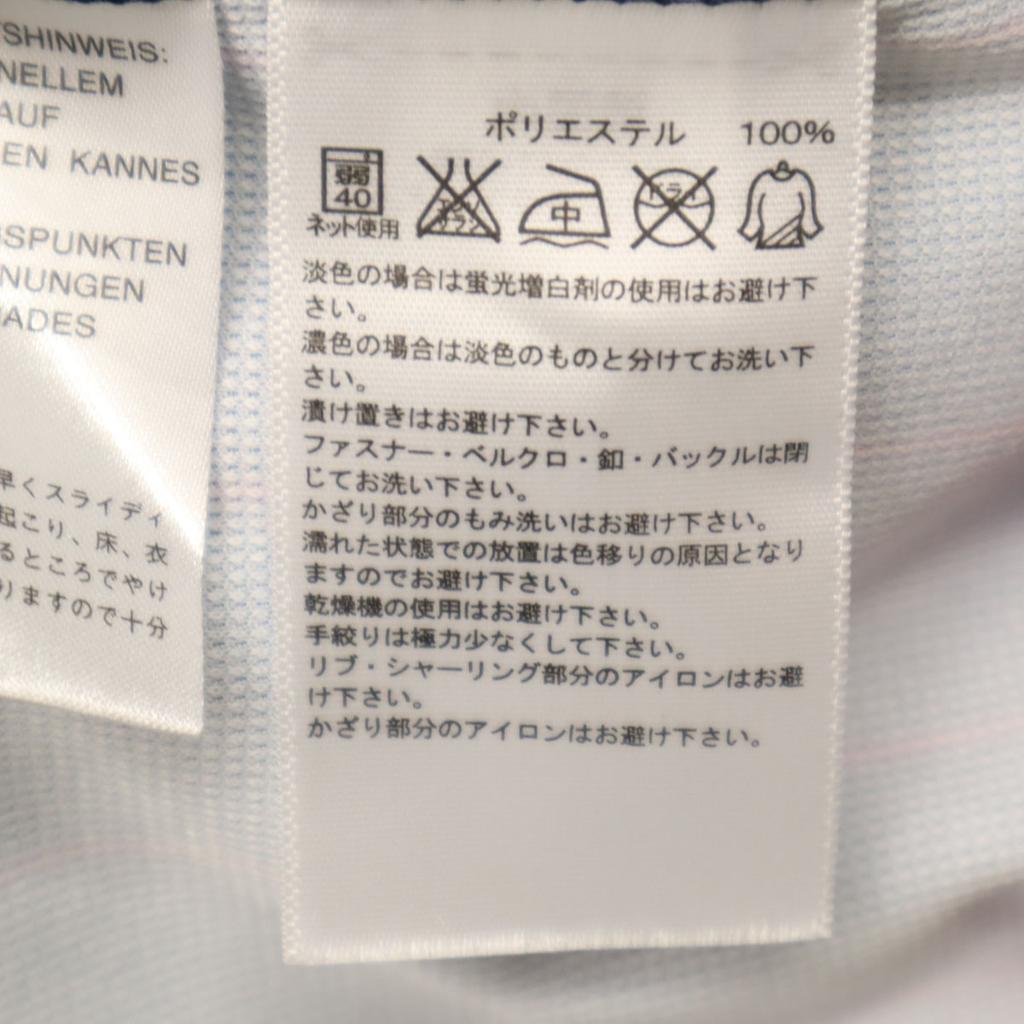 SHINWEIS:
NELLEM
AUF
EN KANNES
SPUNKTEN
NUNGEN
ADES
早くスライディ
起こり、床、衣
るところでやけ
りますので十分
ポリエステル 100%
弱
40
ネット使用
エンソ
サラシ
中
ドライ
淡色の場合は蛍光増白剤の使用はお避け下
さい。
濃色の場合は淡色のものと分けてお洗い下
さい。
漬け置きはお避け下さい。
ファスナー・ベルクロ・釦・バックルは閉
じてお洗い下さい。
かざり部分のもみ洗いはお避け下さい。
濡れた状態での放置は色移りの原因となり
ますのでお避け下さい。
乾燥機の使用はお避け下さい。
手絞りは極力少なくして下さい。
リブ・シャーリング部分のアイロンはお避
け下さい。
かざり部分のアイロンはお避け下さい。